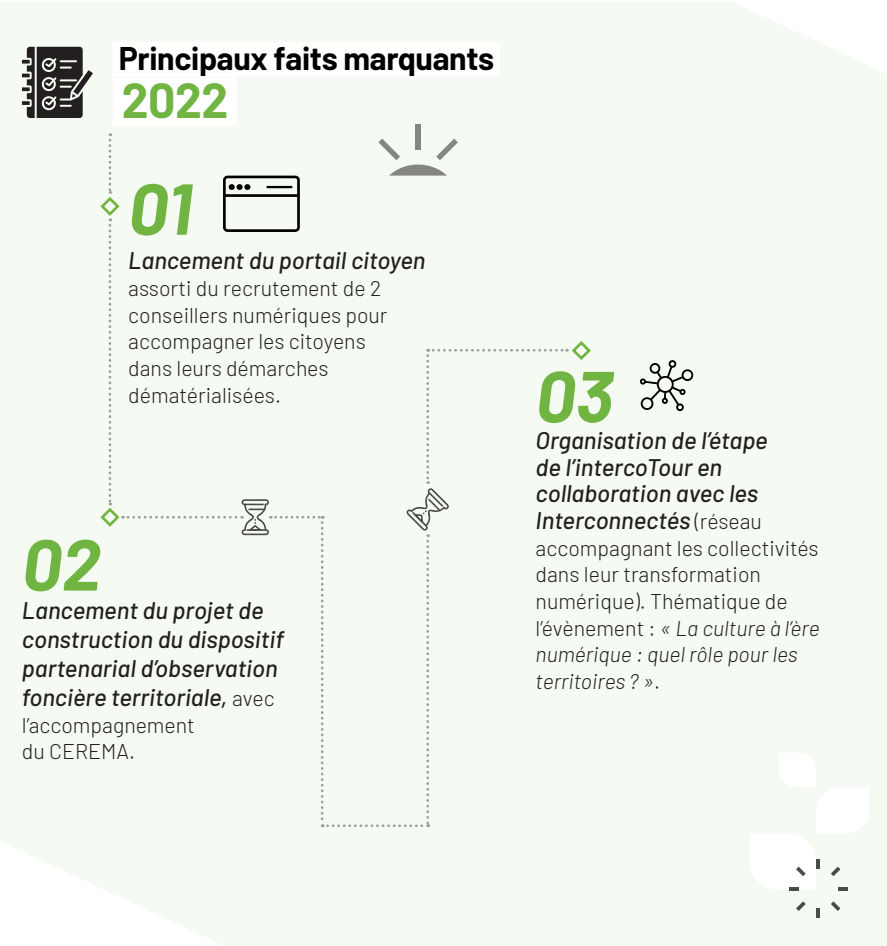 Principaux faits marquants
2022
01
Lancement du portail citoyen
assorti du recrutement de 2
conseillers numériques pour
accompagner les citoyens
dans leurs démarches
dématérialisées.
02
Lancement du projet de
construction du dispositif
partenarial d'observation
foncière territoriale, avec
l'accompagnement
du CEREMA.
03
Organisation de l'étape
de l'intercoTour en
collaboration avec les
Interconnectés (réseau
accompagnant les collectivités
dans leur transformation
numérique). Thématique de
l'évènement : « La culture à l'ère
numérique : quel rôle pour les
territoires ? ».